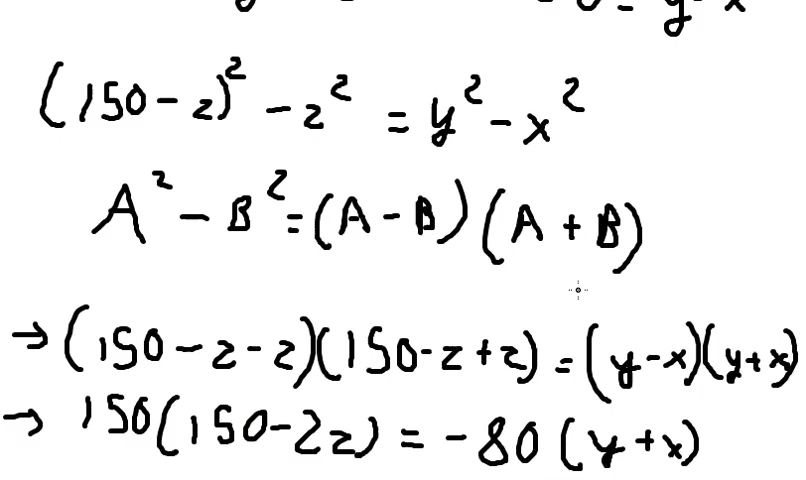 (150 - z)² - z² = y² - x²
A² - B² = (A - B) (A + B)
→ (150 - z - z)(150 - z + z) = (y - x)(y + x)
→ 150(150 - 2z) = -80 (y + x)